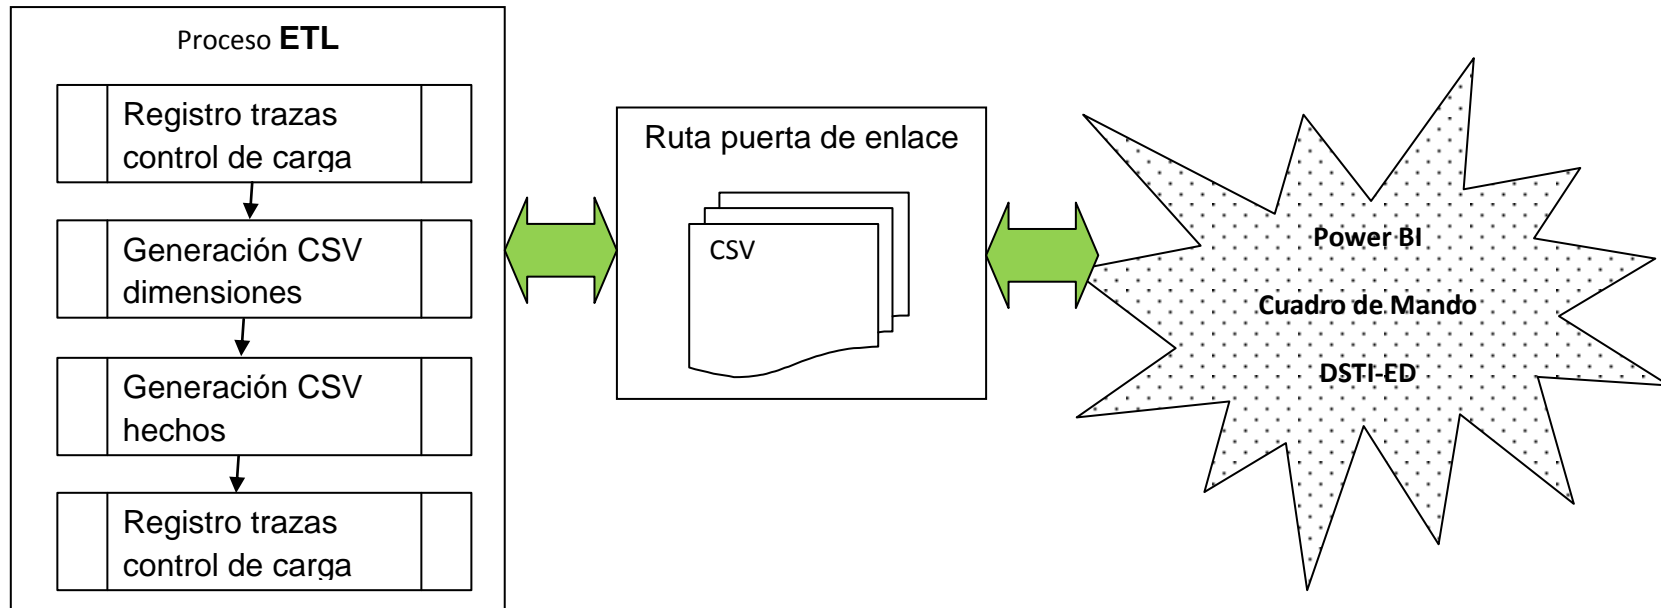 Proceso ETL
Registro trazas
control de carga
Generación CSV
dimensiones
Generación CSV
hechos
Registro trazas
control de carga
Ruta puerta de enlace
CSV
Power BI
Cuadro de Mando
DSTI-ED